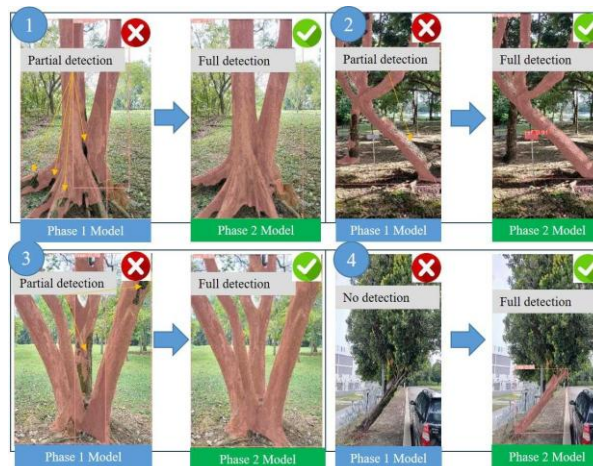 1
Partial detection
Full detection
Phase 1 Model
Phase 2 Model
2
Partial detection
Full detection
Phase 1 Model
Phase 2 Model
3
Partial detection
Full detection
Phase 1 Model
Phase 2 Model
4
No detection
Full detection
Phase 1 Model
Phase 2 Model